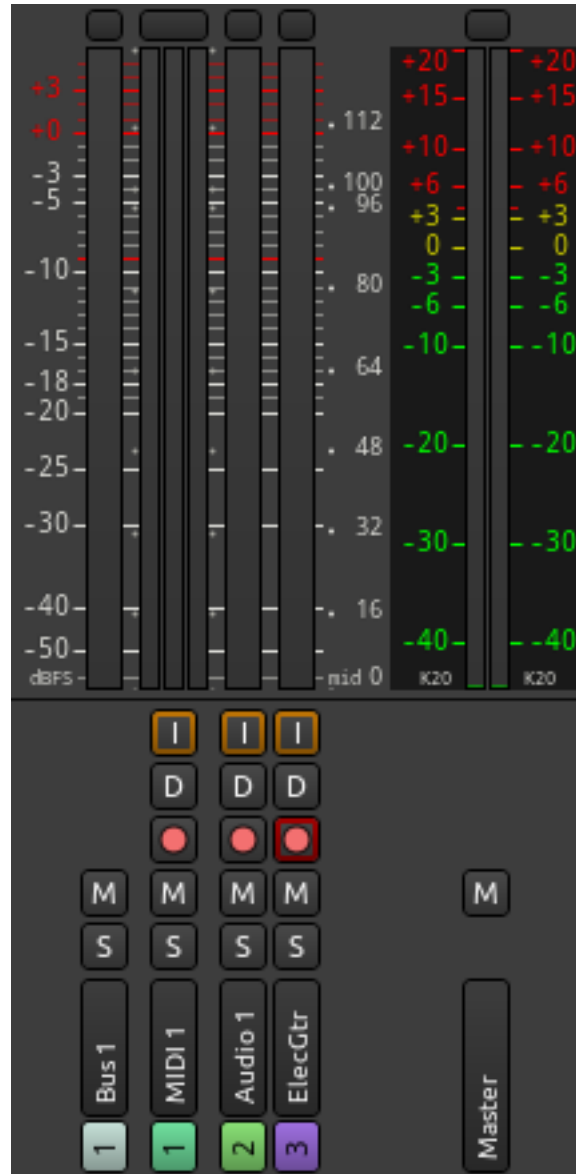 +20 +20
+3 +15 +15
+0 112 +10 +10
-3 100 +6 +6
-5 96 +3 +3
0 0
-10 80 -3 -3
-6 -6
-15 64 -10 -10
-18
-20 48 -20 -20
-25
-30 32 -30 -30
-40 16 -40 -40
-50
dBFS mid 0 K20 K20
I I I
D D D
M M M M M
S S S S
Bus 1 MIDI 1 Audio 1 ElecGtr Master
1 1 2 3